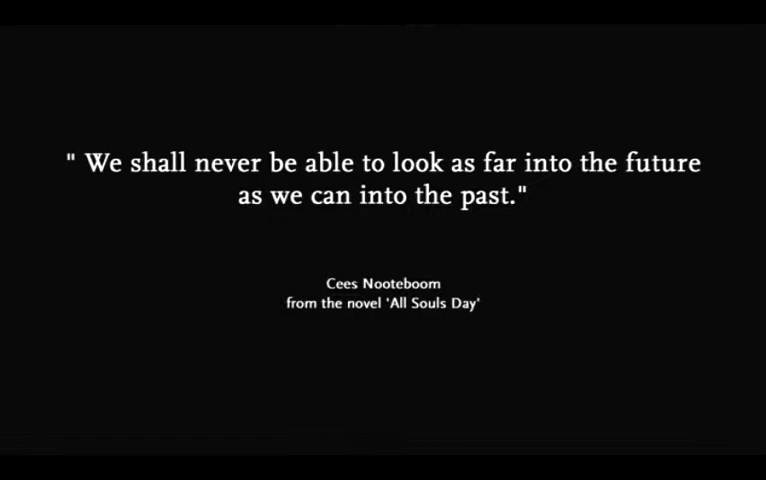 " We shall never be able to look as far into the future
as we can into the past."
Cees Nooteboom
from the novel 'All Souls Day'